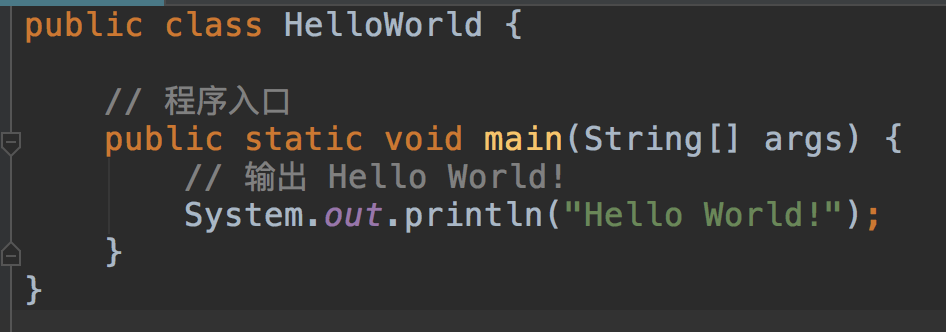 public class HelloWorld {
// 程序入口
public static void main(String[] args) {
// 输出 Hello World!
System.out.println("Hello World!");
}
}